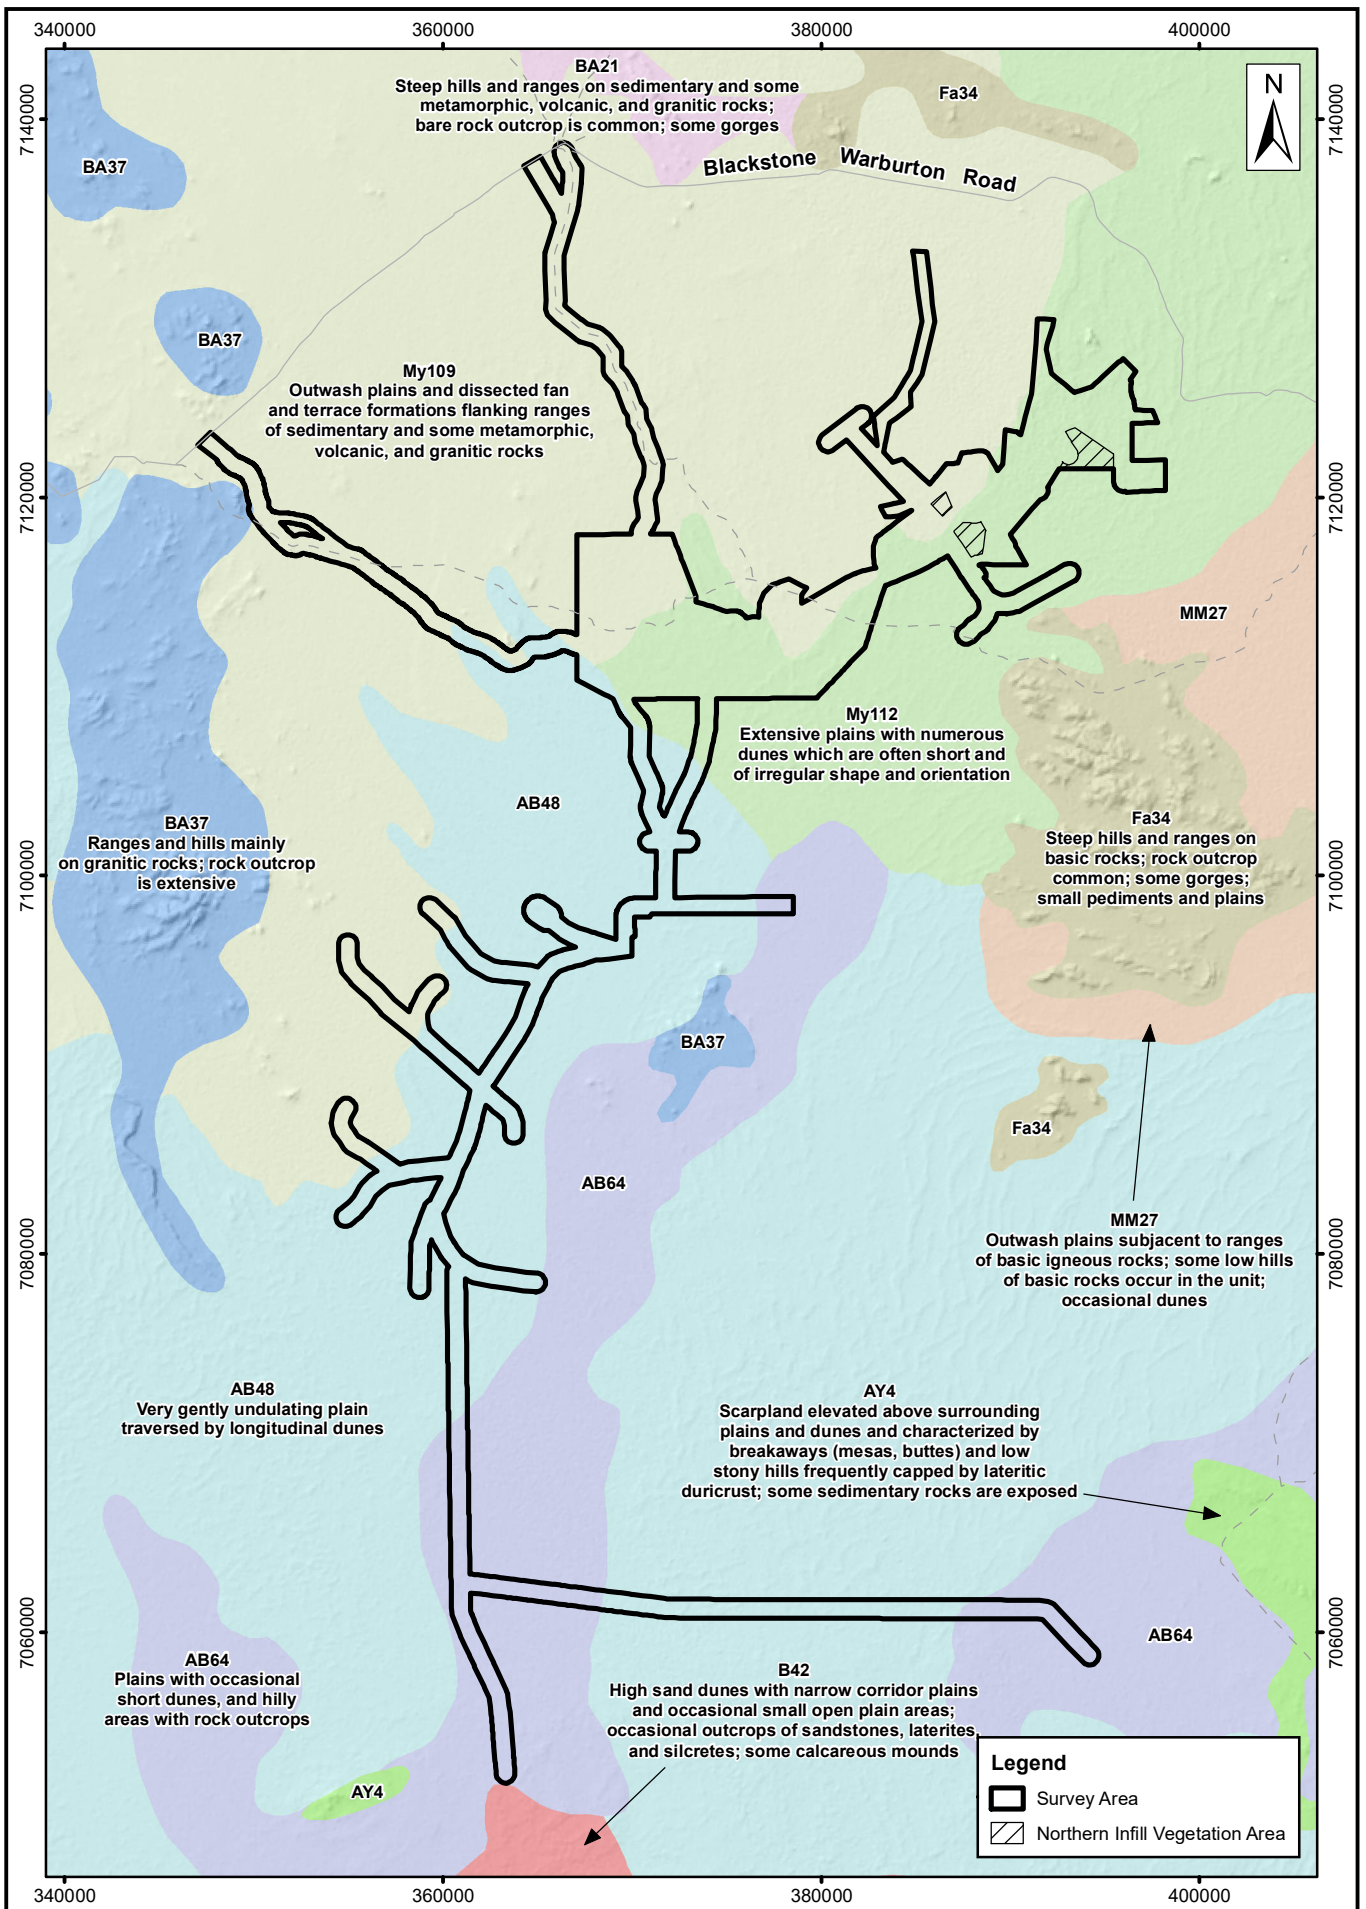 340000
360000
380000
400000
BA21
Steep hills and ranges on sedimentary and some
metamorphic, volcanic, and granitic rocks;
bare rock outcrop is common; some gorges
Fa34
N
7140000
7140000
BA37
Blackstone Warburton Road
BA37
My109
Outwash plains and dissected fan
and terrace formations flanking ranges
of sedimentary and some metamorphic,
volcanic, and granitic rocks
7120000
7120000
MM27
My112
Extensive plains with numerous
dunes which are often short and
of irregular shape and orientation
AB48
BA37
Ranges and hills mainly
on granitic rocks; rock outcrop
is extensive
Fa34
Steep hills and ranges on
basic rocks; rock outcrop
common; some gorges;
small pediments and plains
7100000
7100000
BA37
Fa34
AB64
MM27
Outwash plains subjacent to ranges
of basic igneous rocks; some low hills
of basic rocks occur in the unit;
occasional dunes
7080000
7080000
AB48
Very gently undulating plain
traversed by longitudinal dunes
AY4
Scarpland elevated above surrounding
plains and dunes and characterized by
breakaways (mesas, buttes) and low
stony hills frequently capped by lateritic
duricrust; some sedimentary rocks are exposed
7060000
7060000
AB64
AB64
Plains with occasional
short dunes, and hilly
areas with rock outcrops
B42
High sand dunes with narrow corridor plains
and occasional small open plain areas;
occasional outcrops of sandstones, laterites,
and silcretes; some calcareous mounds
AY4
Legend
Survey Area
Northern Infill Vegetation Area
340000
360000
380000
400000